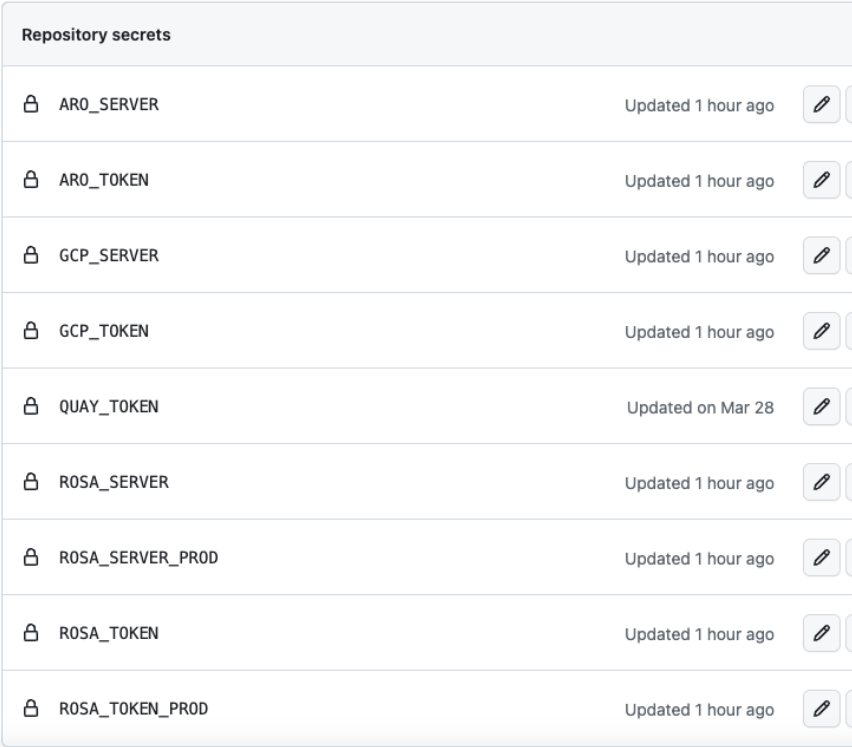 Repository secrets
ARO_SERVER Updated 1 hour ago
ARO_TOKEN Updated 1 hour ago
GCP_SERVER Updated 1 hour ago
GCP_TOKEN Updated 1 hour ago
QUAY_TOKEN Updated on Mar 28
ROSA_SERVER Updated 1 hour ago
ROSA_SERVER_PROD Updated 1 hour ago
ROSA_TOKEN Updated 1 hour ago
ROSA_TOKEN_PROD Updated 1 hour ago